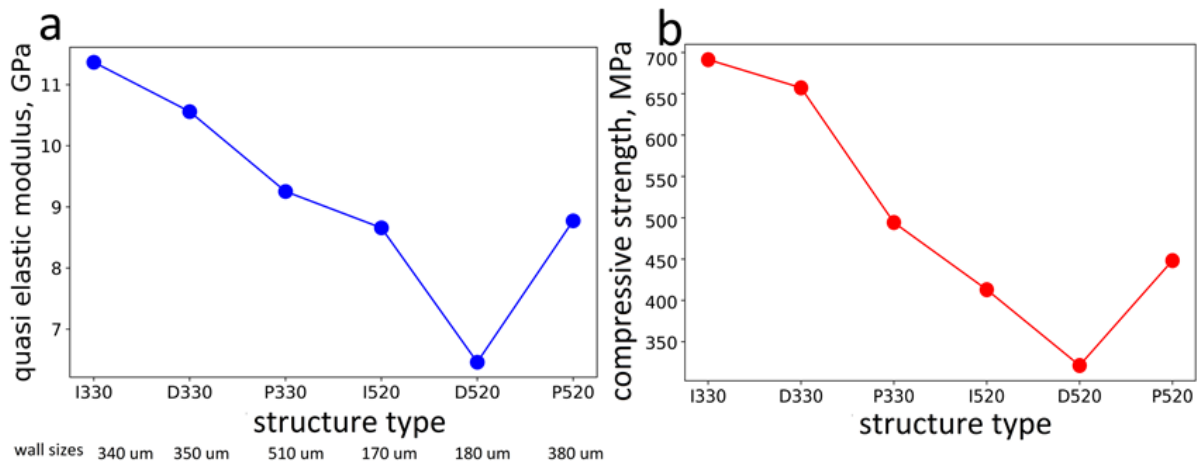 a
quasi elastic modulus, GPa
11
10
9
8
7
I330 D330 P330 I520 D520 P520
structure type
wall sizes 340 um 350 um 510 um 170 um 180 um 380 um
b
compressive strength, MPa
700
650
600
550
500
450
400
350
I330 D330 P330 I520 D520 P520
structure type